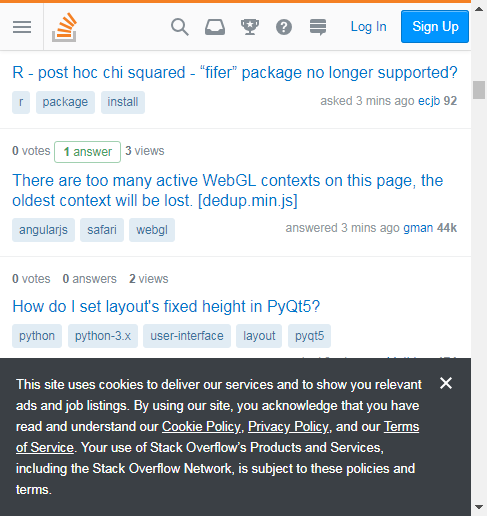 Log In Sign Up
R - post hoc chi squared - “fifer” package no longer supported?
r package install asked 3 mins ago ecjb 92
0 votes 1 answer 3 views
There are too many active WebGL contexts on this page, the
oldest context will be lost. [dedup.min.js]
angularjs safari webgl answered 3 mins ago gman 44k
0 votes 0 answers 2 views
How do I set layout's fixed height in PyQt5?
python python-3.x user-interface layout pyqt5
This site uses cookies to deliver our services and to show you relevant
ads and job listings. By using our site, you acknowledge that you have
read and understand our Cookie Policy, Privacy Policy, and our Terms
of Service. Your use of Stack Overflow’s Products and Services,
including the Stack Overflow Network, is subject to these policies and
terms.